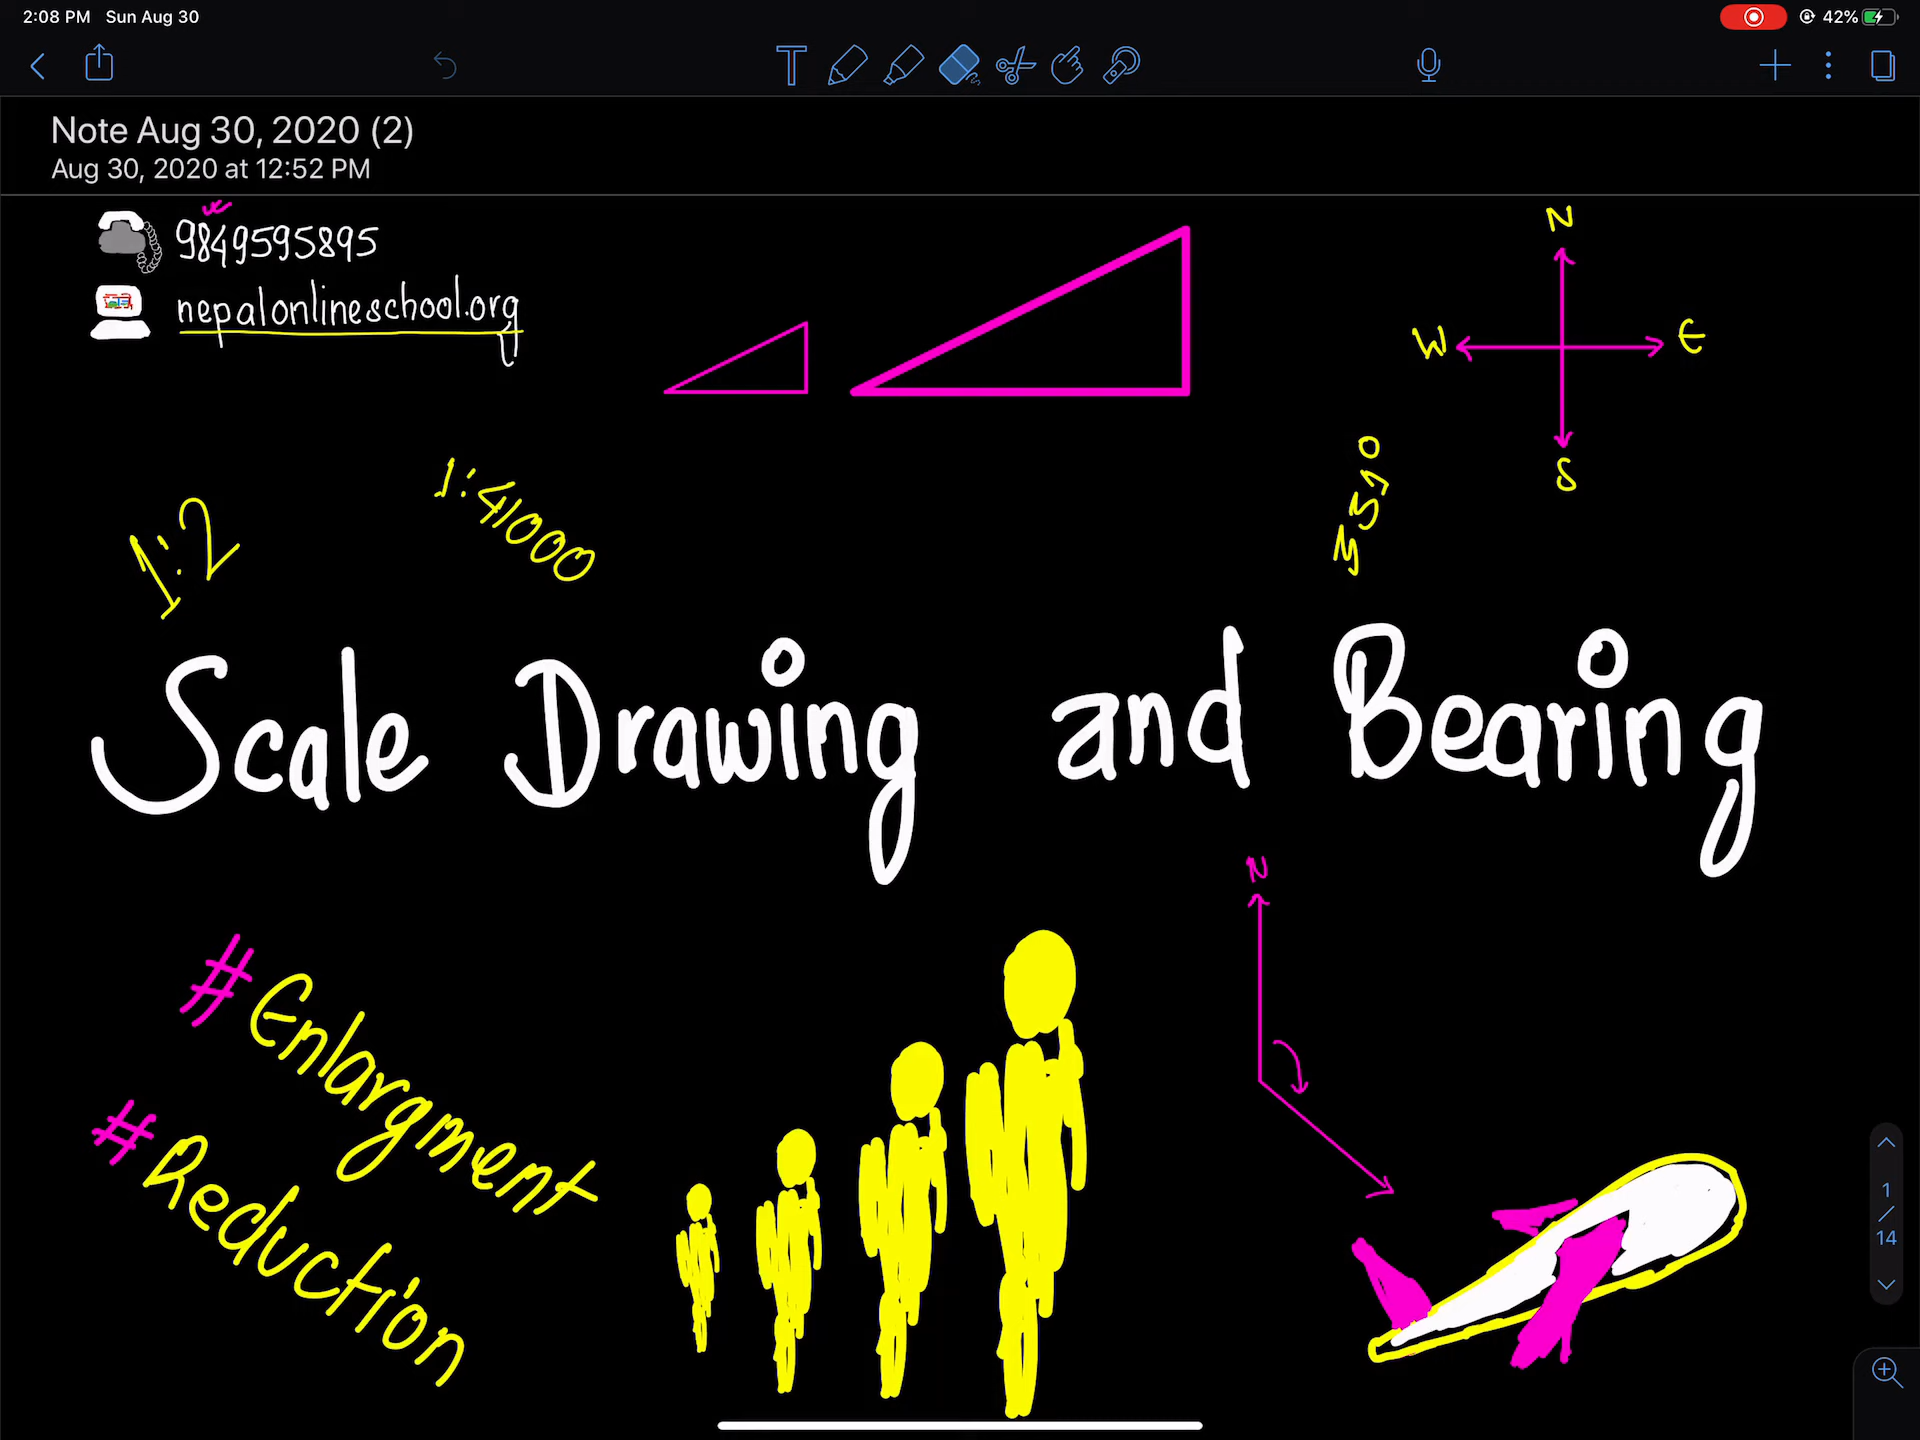 2:08 PM Sun Aug 30
42%
Note Aug 30, 2020 (2)
Aug 30, 2020 at 12:52 PM
9849595895
nepalonlineschool.org
N
W
E
S
1:2
1:41000
Scale Drawing and Bearing
N
#Enlargment
#Reduction
1
/
14